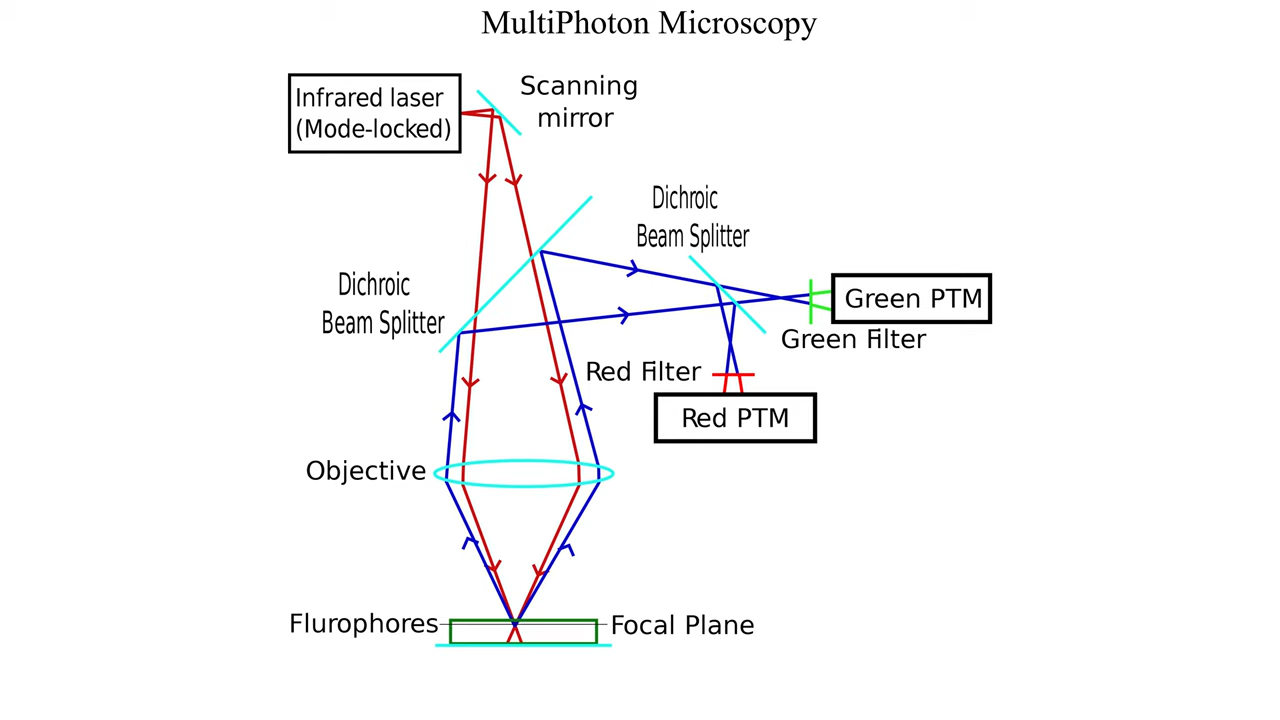 MultiPhoton Microscopy
Infrared laser
(Mode-locked)
Scanning
mirror
Dichroic
Beam Splitter
Dichroic
Beam Splitter
Green PTM
Green Filter
Red Filter
Red PTM
Objective
Flurophores
Focal Plane